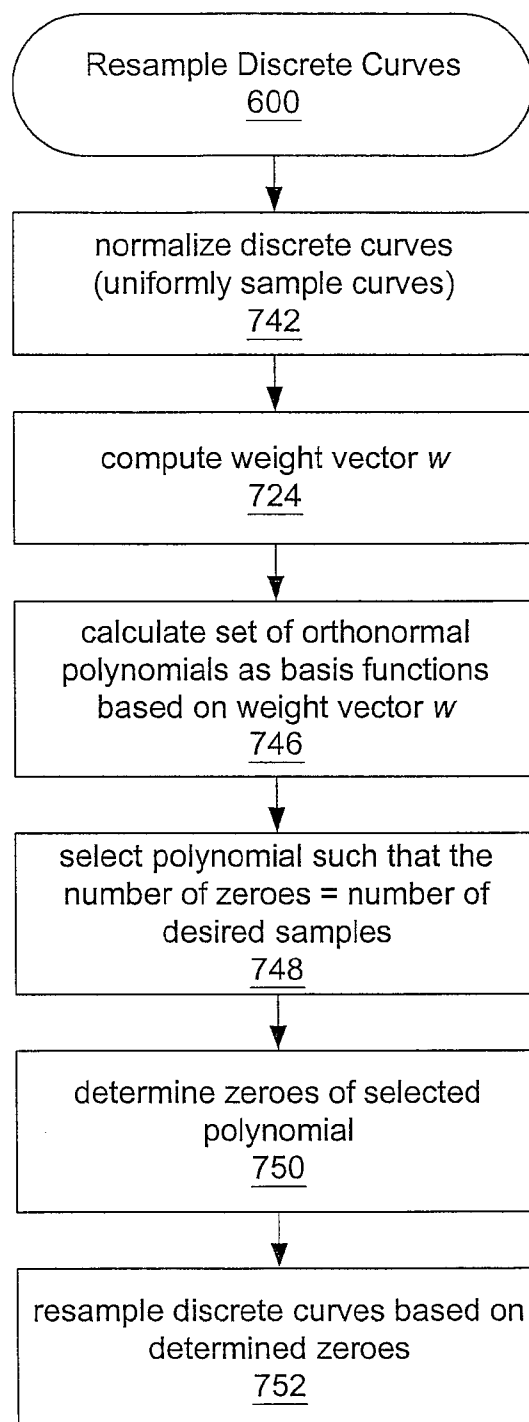 Resample Discrete Curves
600
normalize discrete curves
(uniformly sample curves)
742
compute weight vector w
724
calculate set of orthonormal
polynomials as basis functions
based on weight vector w
746
select polynomial such that the
number of zeroes = number of
desired samples
748
determine zeroes of selected
polynomial
750
resample discrete curves based on
determined zeroes
752